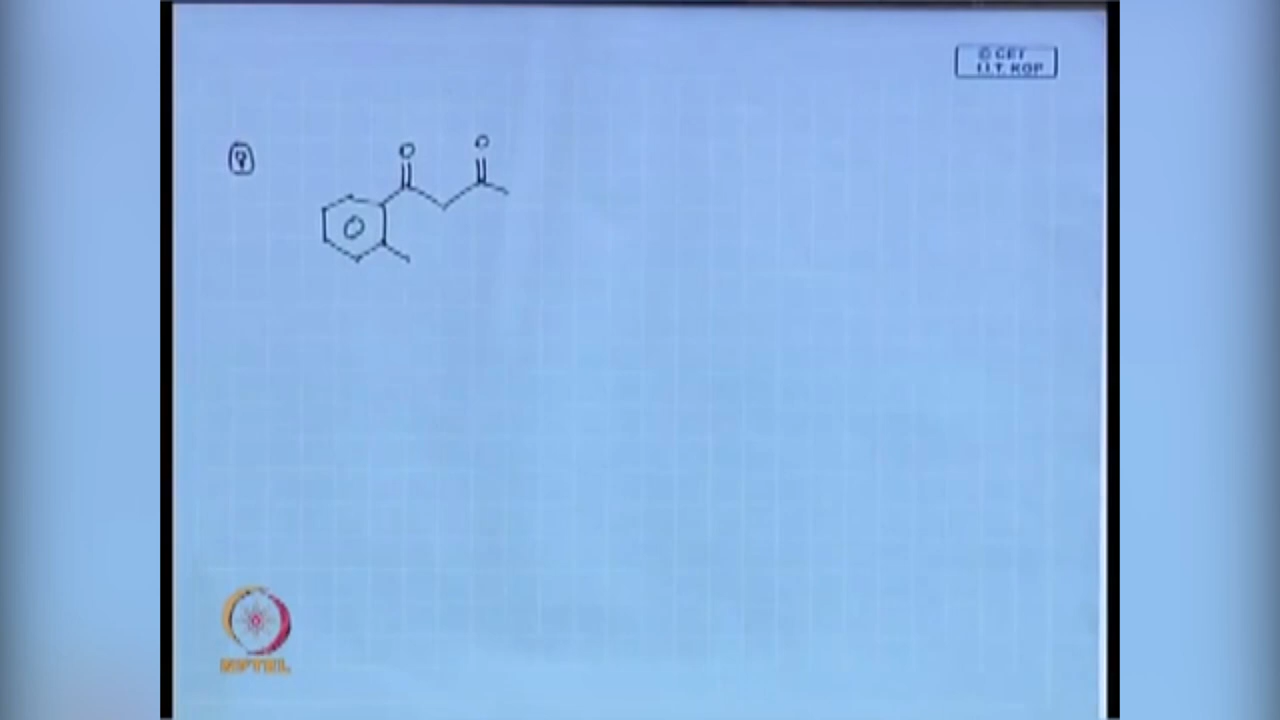 © CET
I.I.T. KGP
9
O O
NPTEL